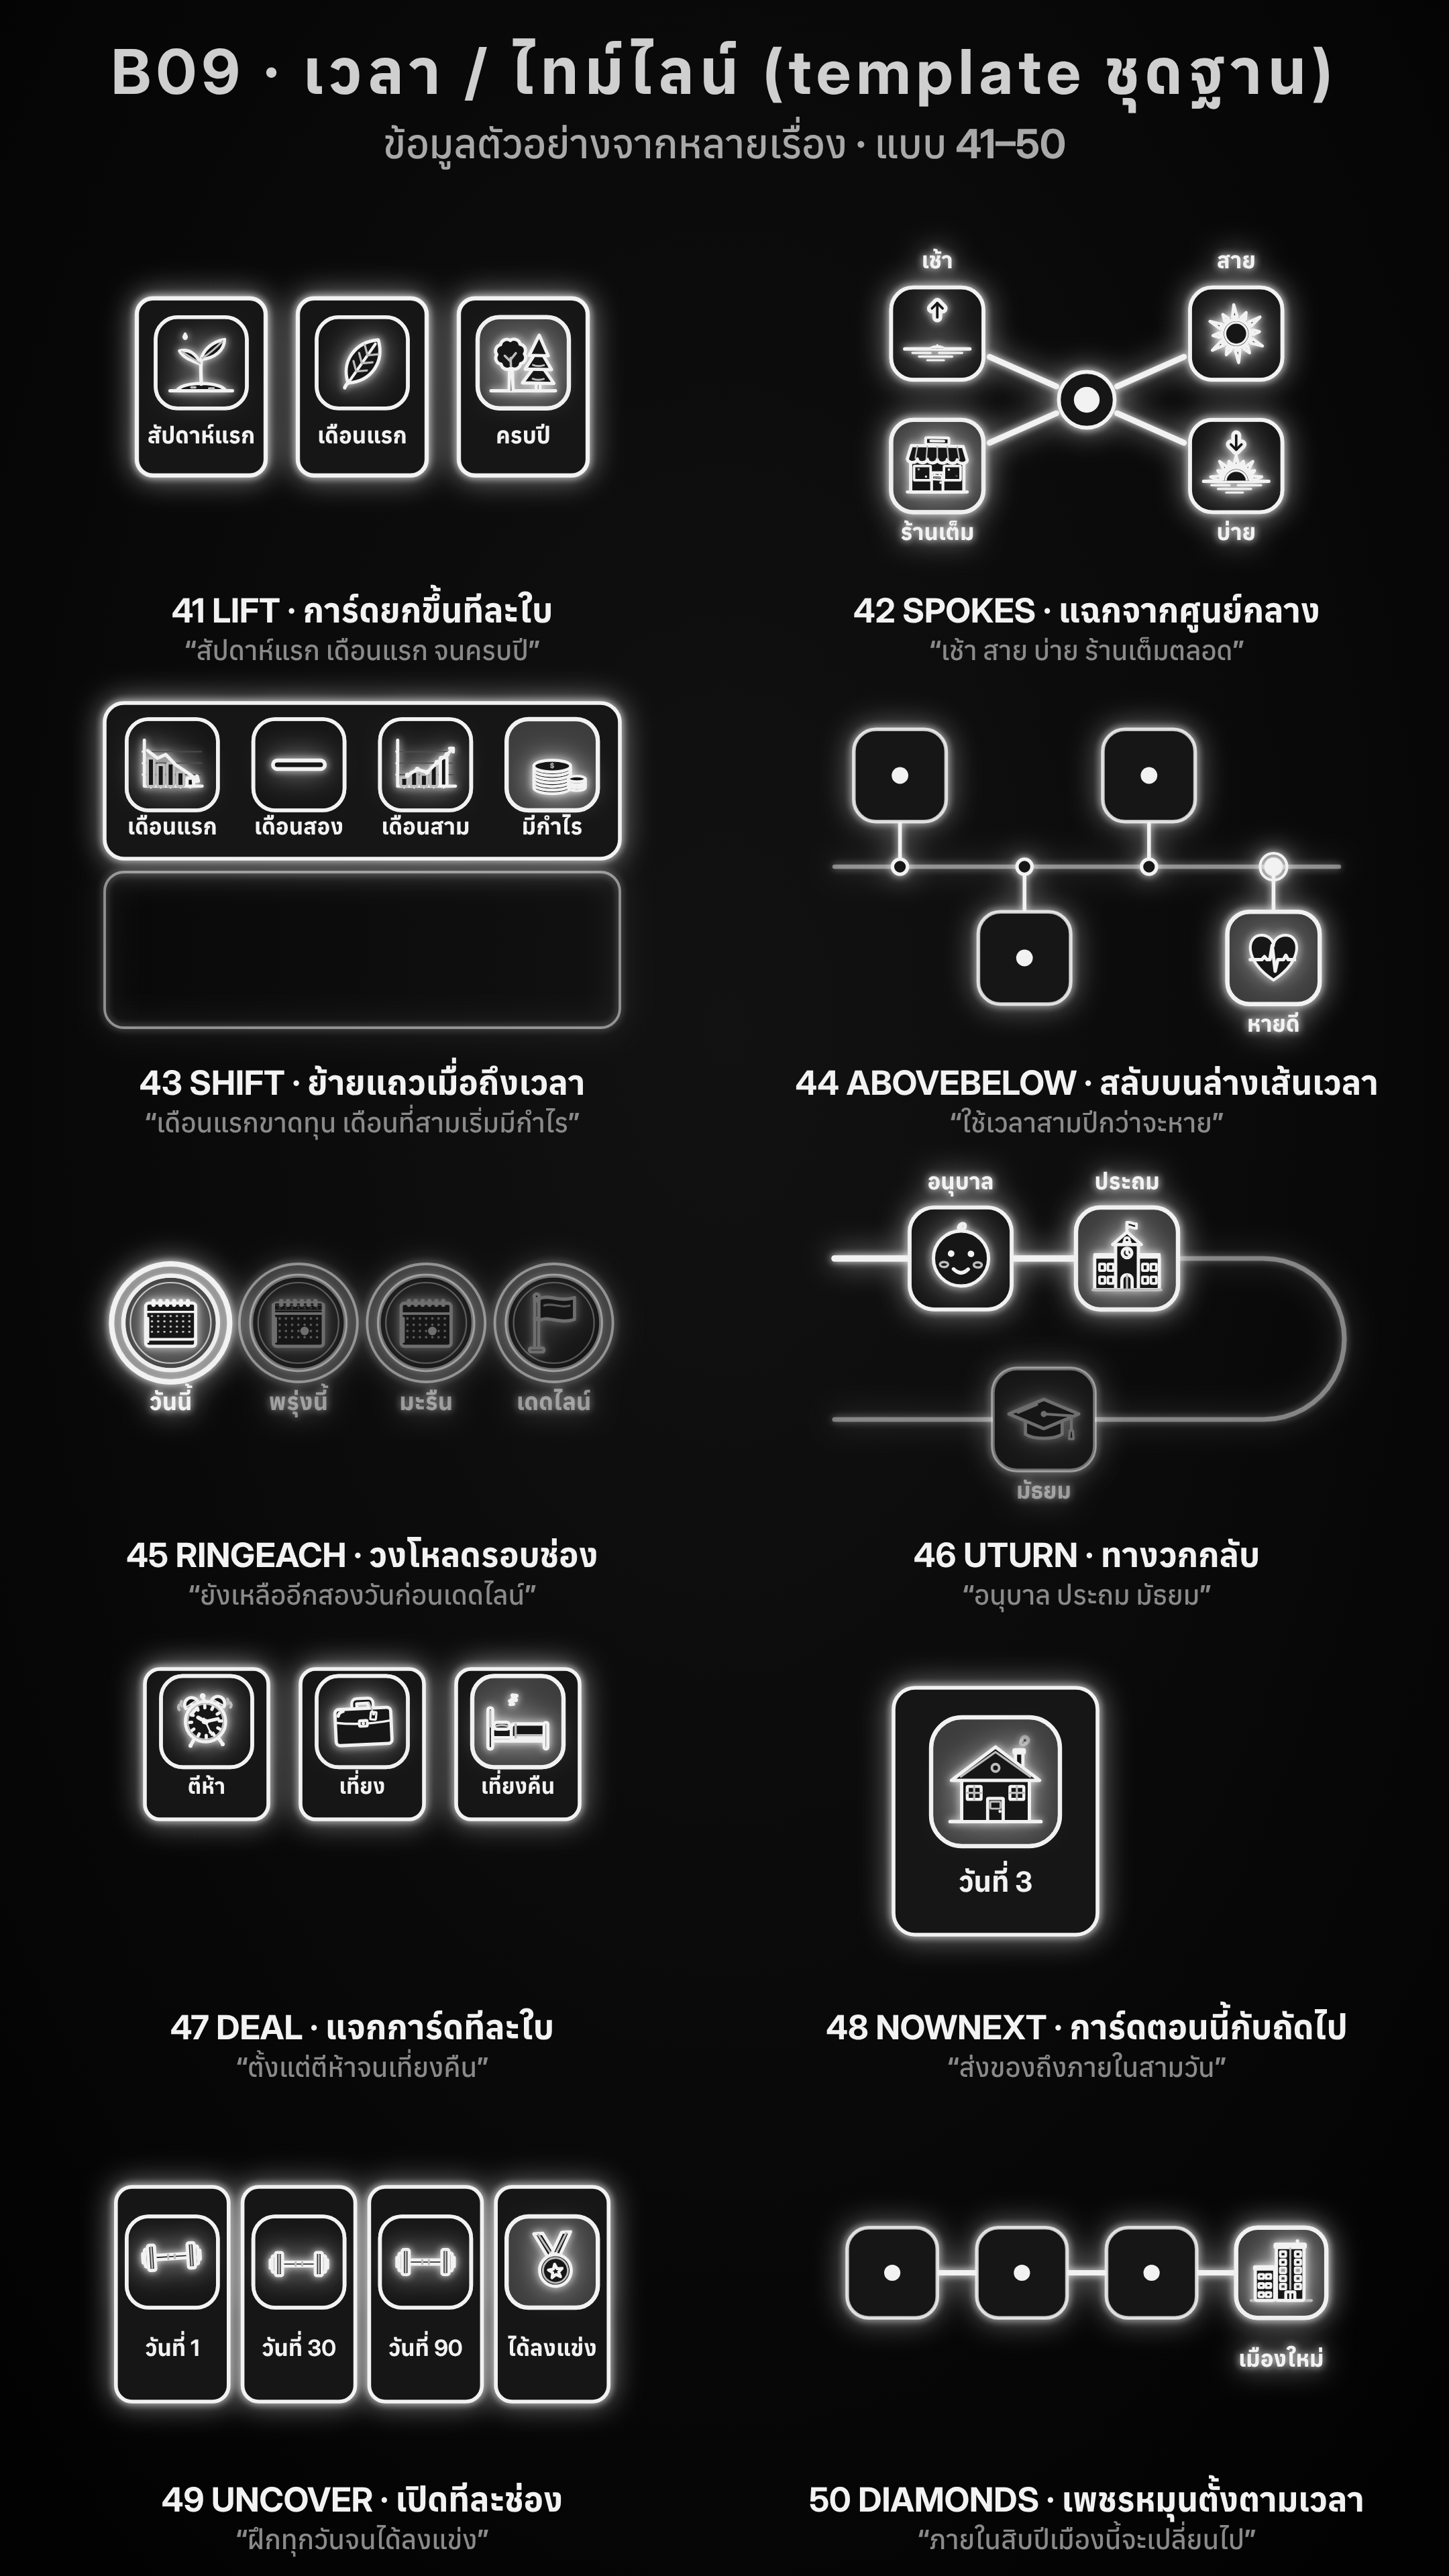 B09 · เวลา / ไทม์ไลน์ (template ชุดฐาน)
ข้อมูลตัวอย่างจากหลายเรื่อง · แบบ 41–50
สัปดาห์แรก เดือนแรก ครบปี
41 LIFT · การ์ดยกขึ้นทีละใบ
“สัปดาห์แรก เดือนแรก จนครบปี”
เช้า สาย
ร้านเต็ม บ่าย
42 SPOKES · แฉกจากศูนย์กลาง
“เช้า สาย บ่าย ร้านเต็มตลอด”
เดือนแรก เดือนสอง เดือนสาม มีกำไร
43 SHIFT · ย้ายแถวเมื่อถึงเวลา
“เดือนแรกขาดทุน เดือนที่สามเริ่มมีกำไร”
หายดี
44 ABOVEBELOW · สลับบนล่างเส้นเวลา
“ใช้เวลาสามปีกว่าจะหาย”
วันนี้ พรุ่งนี้ มะรืน เดดไลน์
45 RINGEACH · วงโหลดรอบช่อง
“ยังเหลืออีกสองวันก่อนเดดไลน์”
อนุบาล ประถม
มัธยม
46 UTURN · ทางวกกลับ
“อนุบาล ประถม มัธยม”
ตีห้า เที่ยง เที่ยงคืน
47 DEAL · แจกการ์ดทีละใบ
“ตั้งแต่ตีห้าจนเที่ยงคืน”
วันที่ 3
48 NOWNEXT · การ์ดตอนนี้กับถัดไป
“ส่งของถึงภายในสามวัน”
วันที่ 1 วันที่ 30 วันที่ 90 ได้ลงแข่ง
49 UNCOVER · เปิดทีละช่อง
“ฝึกทุกวันจนได้ลงแข่ง”
เมืองใหม่
50 DIAMONDS · เพชรหมุนตั้งตามเวลา
“ภายในสิบปีเมืองนี้จะเปลี่ยนไป”